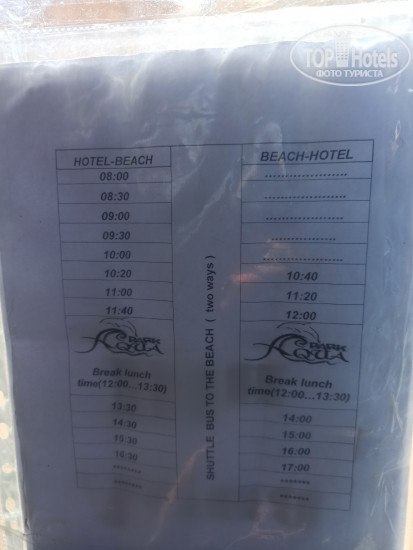 TOP Hotels
ФОТО ТУРИСТА
HOTEL-BEACH
08:00
08:30
09:00
09:30
10:00
10:20
11:00
11:40
AQUA PARK
Break lunch
time(12:00...13:30)
13:30
14:30
15:30
16:30
--------
--------
SHUTTLE BUS TO THE BEACH ( two ways )
BEACH-HOTEL
....................
....................
...................
................
...................
10:40
11:20
12:00
AQUA PARK
Break lunch
time(12:00...13:30)
14:00
15:00
16:00
17:00
--------
--------